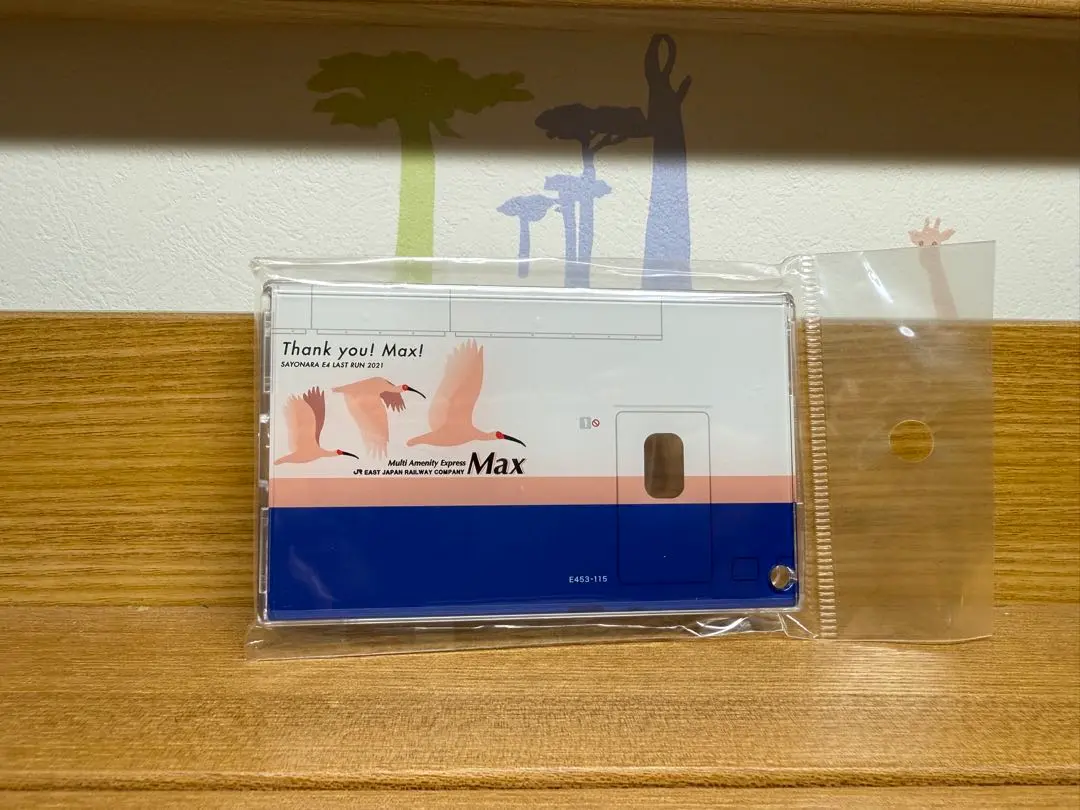 Thank you! Max!
SAYONARA E4 LAST RUN 2021
Multi Amenity Express Max
JR EAST JAPAN RAILWAY COMPANY
1
E453-115